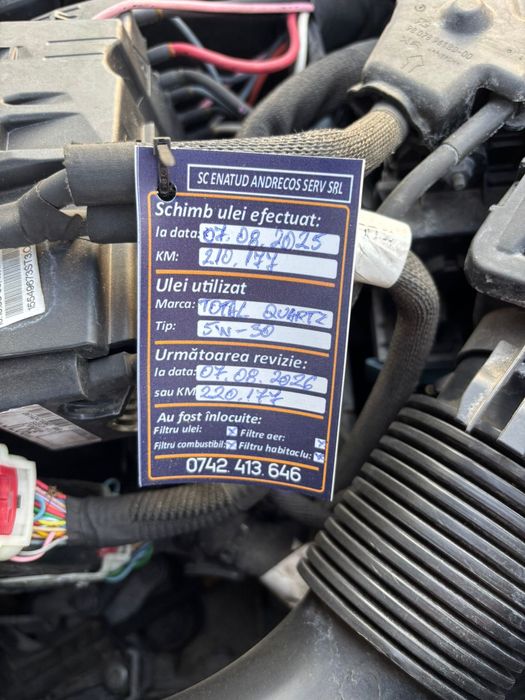 SC ENATUD ANDRECOS SERV SRL
Schimb ulei efectuat:
la data: 07.08.2025
KM: 210.177
Ulei utilizat
Marca: TOTAL QUARTZ
Tip: 5W-30
Următoarea revizie:
la data: 07.08.2026
sau KM 220.177
Au fost înlocuite:
Filtru ulei: Filtre aer:
Filtru combustibil: Filtru habitaclu:
0742.413.646